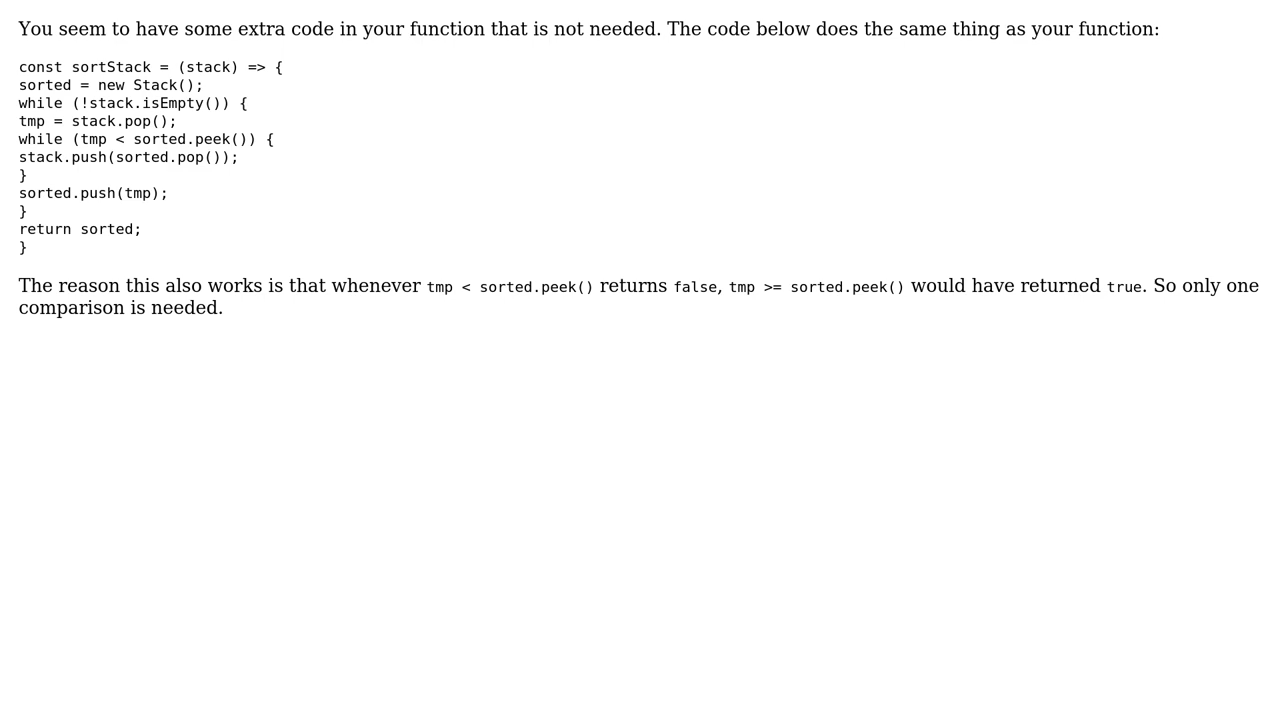 You seem to have some extra code in your function that is not needed. The code below does the same thing as your function:
const sortStack = (stack) => {
sorted = new Stack();
while (!stack.isEmpty()) {
tmp = stack.pop();
while (tmp < sorted.peek()) {
stack.push(sorted.pop());
}
sorted.push(tmp);
}
return sorted;
}
The reason this also works is that whenever tmp < sorted.peek() returns false, tmp >= sorted.peek() would have returned true. So only one
comparison is needed.